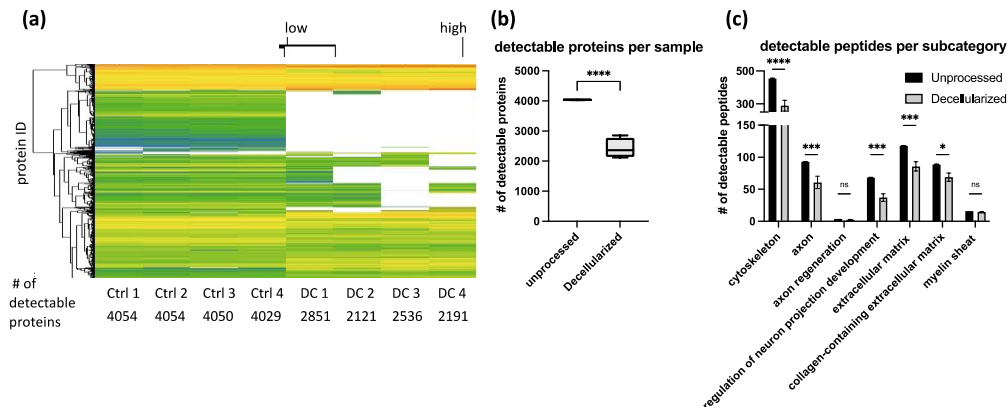 (a)
low
high
protein ID
# of
detectable
proteins
Ctrl 1 Ctrl 2 Ctrl 3 Ctrl 4 DC 1 DC 2 DC 3 DC 4
4054 4054 4050 4029 2851 2121 2536 2191
(b)
detectable proteins per sample
# of detectable proteins
5000
4000
3000
2000
1000
0
****
unprocessed
Decellularized
(c)
detectable peptides per subcategory
# of detectable peptides
500
300
150
100
50
0
****
***
ns
***
***
*
ns
Unprocessed
Decellularized
cytoskeleton
axon
axon regeneration
regulation of neuron projection development
extracellular matrix
collagen-containing extracellular matrix
myelin sheat